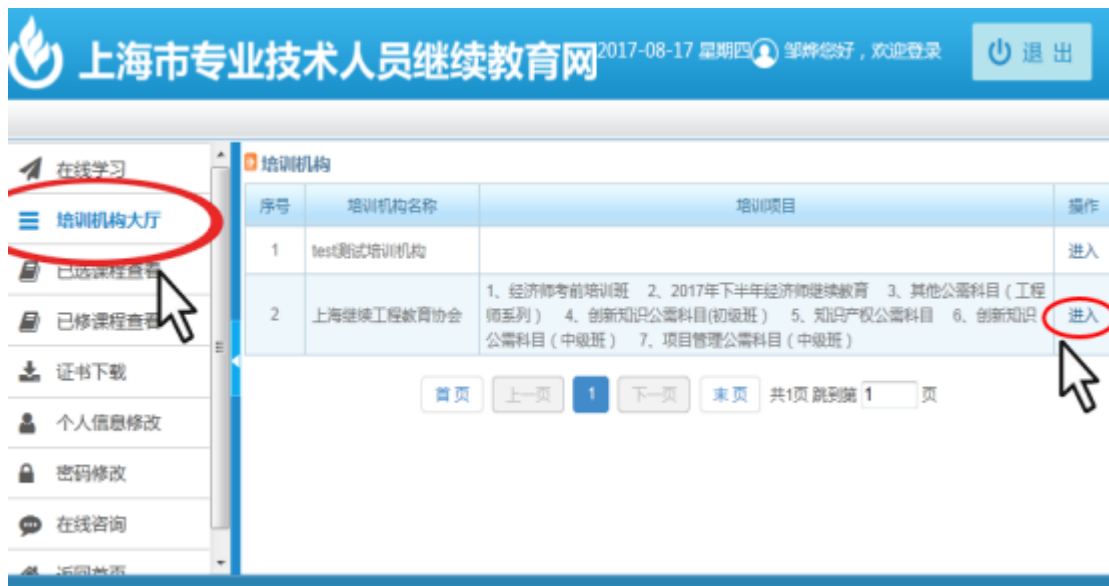 上海市专业技术人员继续教育网
2017-08-17 星期四 邹烨您好，欢迎登录
退 出
在线学习
培训机构大厅
已选课程查看
已修课程查看
证书下载
个人信息修改
密码修改
在线咨询
返回首页
培训机构
序号 培训机构名称 培训项目 操作
1 test测试培训机构 进入
1、经济师考前培训班 2、2017年下半年经济师继续教育 3、其他公需科目（工程
2 上海继续工程教育协会 师系列） 4、创新知识公需科目(初级班） 5、知识产权公需科目 6、创新知识 进入
公需科目（中级班） 7、项目管理公需科目（中级班）
首页 上一页 1 下一页 末页 共1页 跳到第 1 页